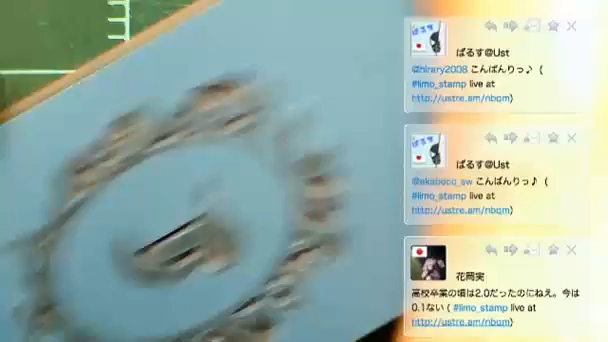 ぱるす@Ust
@hirary2008 こんばんりっ♪ (
#limo_stamp live at
http://ustre.am/nbqm)
ぱるす@Ust
@akaboco_sw こんばんりっ♪ (
#limo_stamp live at
http://ustre.am/nbqm)
花岡実
高校卒業の頃は2.0だったのにねえ。今は
0.1ない ( #limo_stamp live at
http://ustre.am/nbqm)